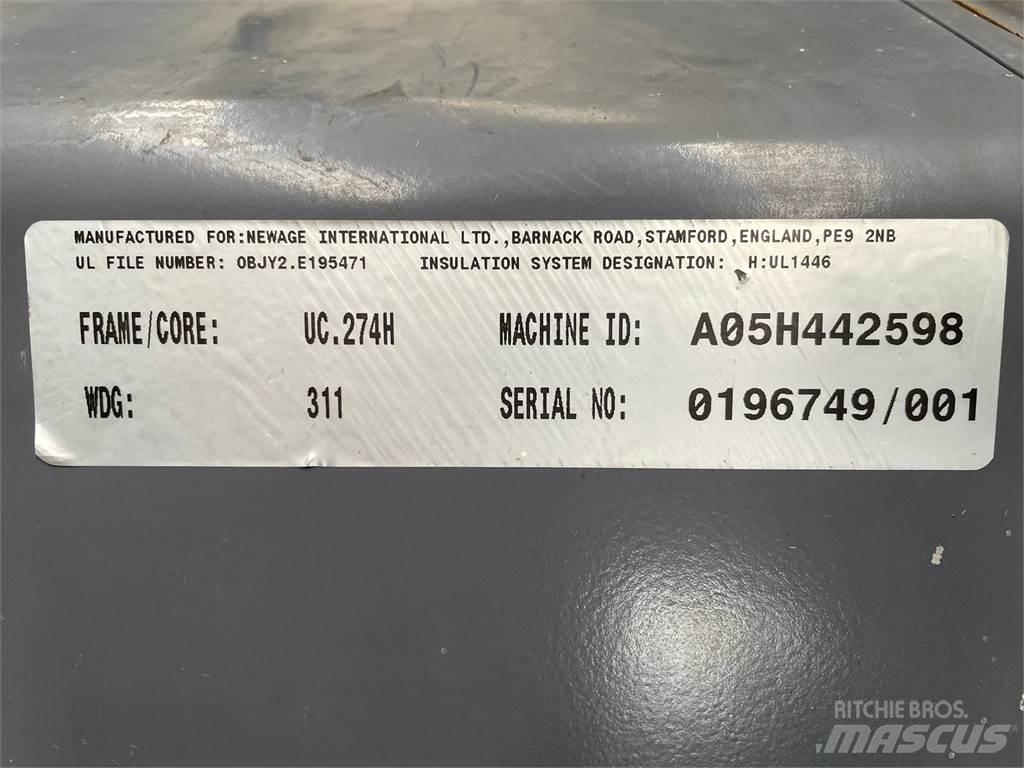 MANUFACTURED FOR:NEWAGE INTERNATIONAL LTD.,BARNACK ROAD,STAMFORD,ENGLAND,PE9 2NB
UL FILE NUMBER: OBJY2.E195471 INSULATION SYSTEM DESIGNATION: H:UL1446
FRAME/CORE: UC.274H MACHINE ID: A05H442598
WDG: 311 SERIAL NO: 0196749/001
RITCHIE BROS.
MASCUS